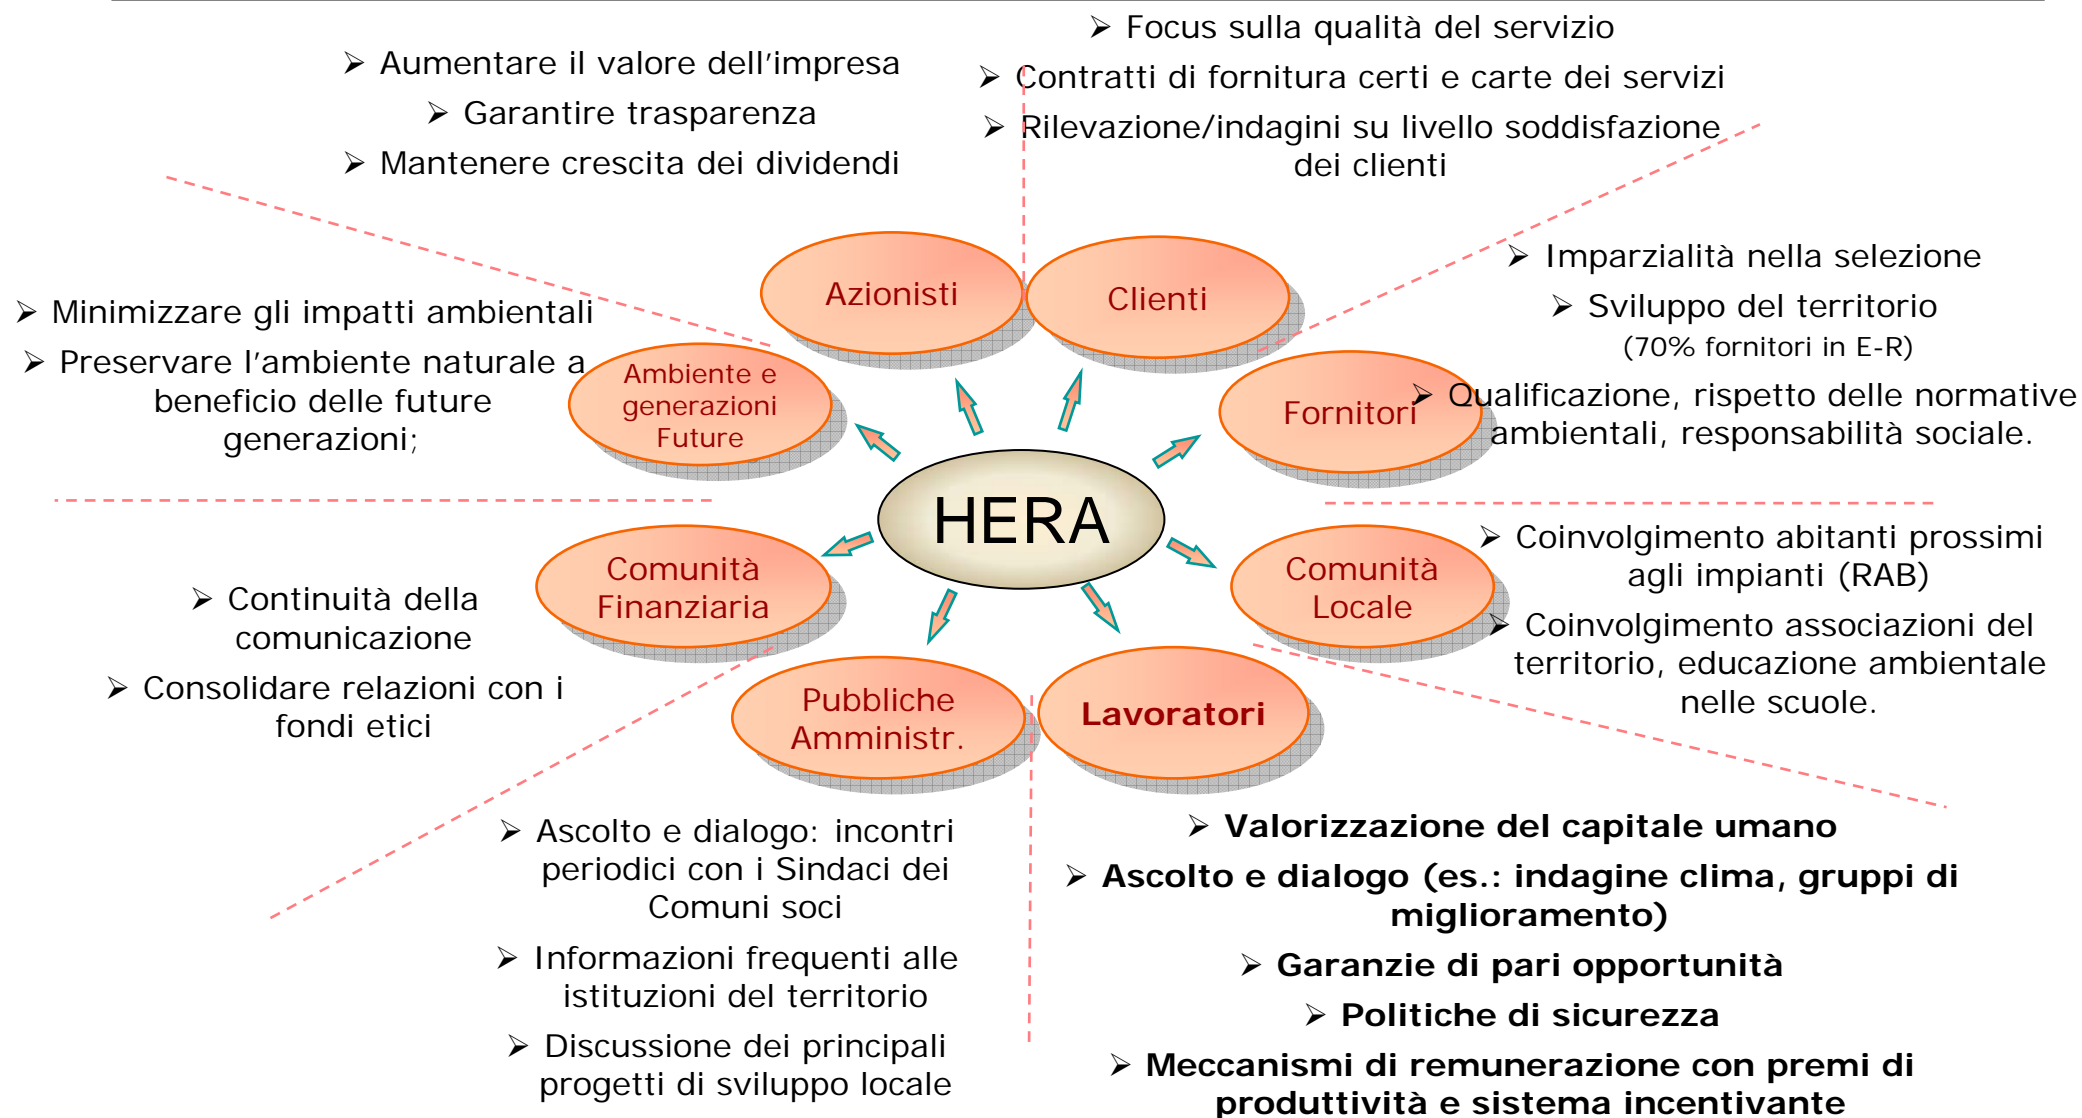 ➢ Aumentare il valore dell'impresa
➢ Garantire trasparenza
➢ Mantenere crescita dei dividendi
➢ Focus sulla qualità del servizio
➢ Contratti di fornitura certi e carte dei servizi
➢ Rilevazione/indagini su livello soddisfazione
dei clienti
Azionisti
Clienti
➢ Minimizzare gli impatti ambientali
➢ Preservare l'ambiente naturale a
beneficio delle future
generazioni;
Ambiente e
generazioni
Future
Fornitori
➢ Imparzialità nella selezione
➢ Sviluppo del territorio
(70% fornitori in E-R)
➢ Qualificazione, rispetto delle normative
ambientali, responsabilità sociale.
HERA
➢ Continuità della
comunicazione
➢ Consolidare relazioni con i
fondi etici
Comunità
Finanziaria
Comunità
Locale
➢ Coinvolgimento abitanti prossimi
agli impianti (RAB)
➢ Coinvolgimento associazioni del
territorio, educazione ambientale
nelle scuole.
Pubbliche
Amministr.
Lavoratori
➢ Ascolto e dialogo: incontri
periodici con i Sindaci dei
Comuni soci
➢ Informazioni frequenti alle
istituzioni del territorio
➢ Discussione dei principali
progetti di sviluppo locale
➢ Valorizzazione del capitale umano
➢ Ascolto e dialogo (es.: indagine clima, gruppi di
miglioramento)
➢ Garanzie di pari opportunità
➢ Politiche di sicurezza
➢ Meccanismi di remunerazione con premi di
produttività e sistema incentivante